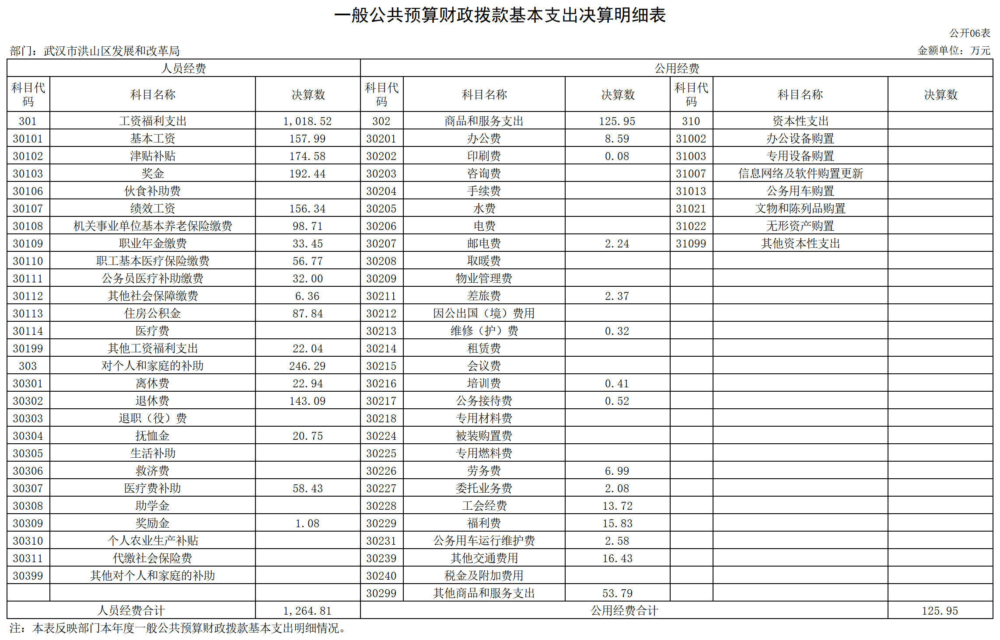 一般公共预算财政拨款基本支出决算明细表
公开06表
部门：武汉市洪山区发展和改革局 金额单位：万元
人员经费 公用经费
科目代码 科目名称 决算数 科目代码 科目名称 决算数 科目代码 科目名称 决算数
301 工资福利支出 1,018.52 302 商品和服务支出 125.95 310 资本性支出
30101 基本工资 157.99 30201 办公费 8.59 31002 办公设备购置
30102 津贴补贴 174.58 30202 印刷费 0.08 31003 专用设备购置
30103 奖金 192.44 30203 咨询费 31007 信息网络及软件购置更新
30106 伙食补助费 30204 手续费 31013 公务用车购置
30107 绩效工资 156.34 30205 水费 31021 文物和陈列品购置
30108 机关事业单位基本养老保险缴费 98.71 30206 电费 31022 无形资产购置
30109 职业年金缴费 33.45 30207 邮电费 2.24 31099 其他资本性支出
30110 职工基本医疗保险缴费 56.77 30208 取暖费
30111 公务员医疗补助缴费 32.00 30209 物业管理费
30112 其他社会保障缴费 6.36 30211 差旅费 2.37
30113 住房公积金 87.84 30212 因公出国（境）费用
30114 医疗费 30213 维修（护）费 0.32
30199 其他工资福利支出 22.04 30214 租赁费
303 对个人和家庭的补助 246.29 30215 会议费
30301 离休费 22.94 30216 培训费 0.41
30302 退休费 143.09 30217 公务接待费 0.52
30303 退职（役）费 30218 专用材料费
30304 抚恤金 20.75 30224 被装购置费
30305 生活补助 30225 专用燃料费
30306 救济费 30226 劳务费 6.99
30307 医疗费补助 58.43 30227 委托业务费 2.08
30308 助学金 30228 工会经费 13.72
30309 奖励金 1.08 30229 福利费 15.83
30310 个人农业生产补贴 30231 公务用车运行维护费 2.58
30311 代缴社会保险费 30239 其他交通费用 16.43
30399 其他对个人和家庭的补助 30240 税金及附加费用
30299 其他商品和服务支出 53.79
人员经费合计 1,264.81 公用经费合计 125.95
注：本表反映部门本年度一般公共预算财政拨款基本支出明细情况。